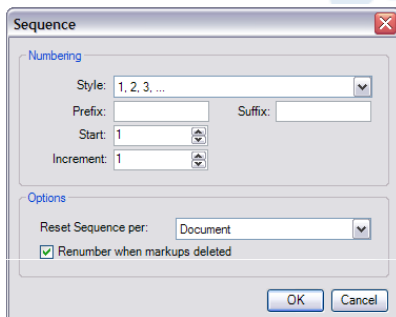 Sequence
Numbering
Style: 1, 2, 3, ...
Prefix: Suffix:
Start: 1
Increment: 1
Options
Reset Sequence per: Document
Renumber when markups deleted
OK Cancel